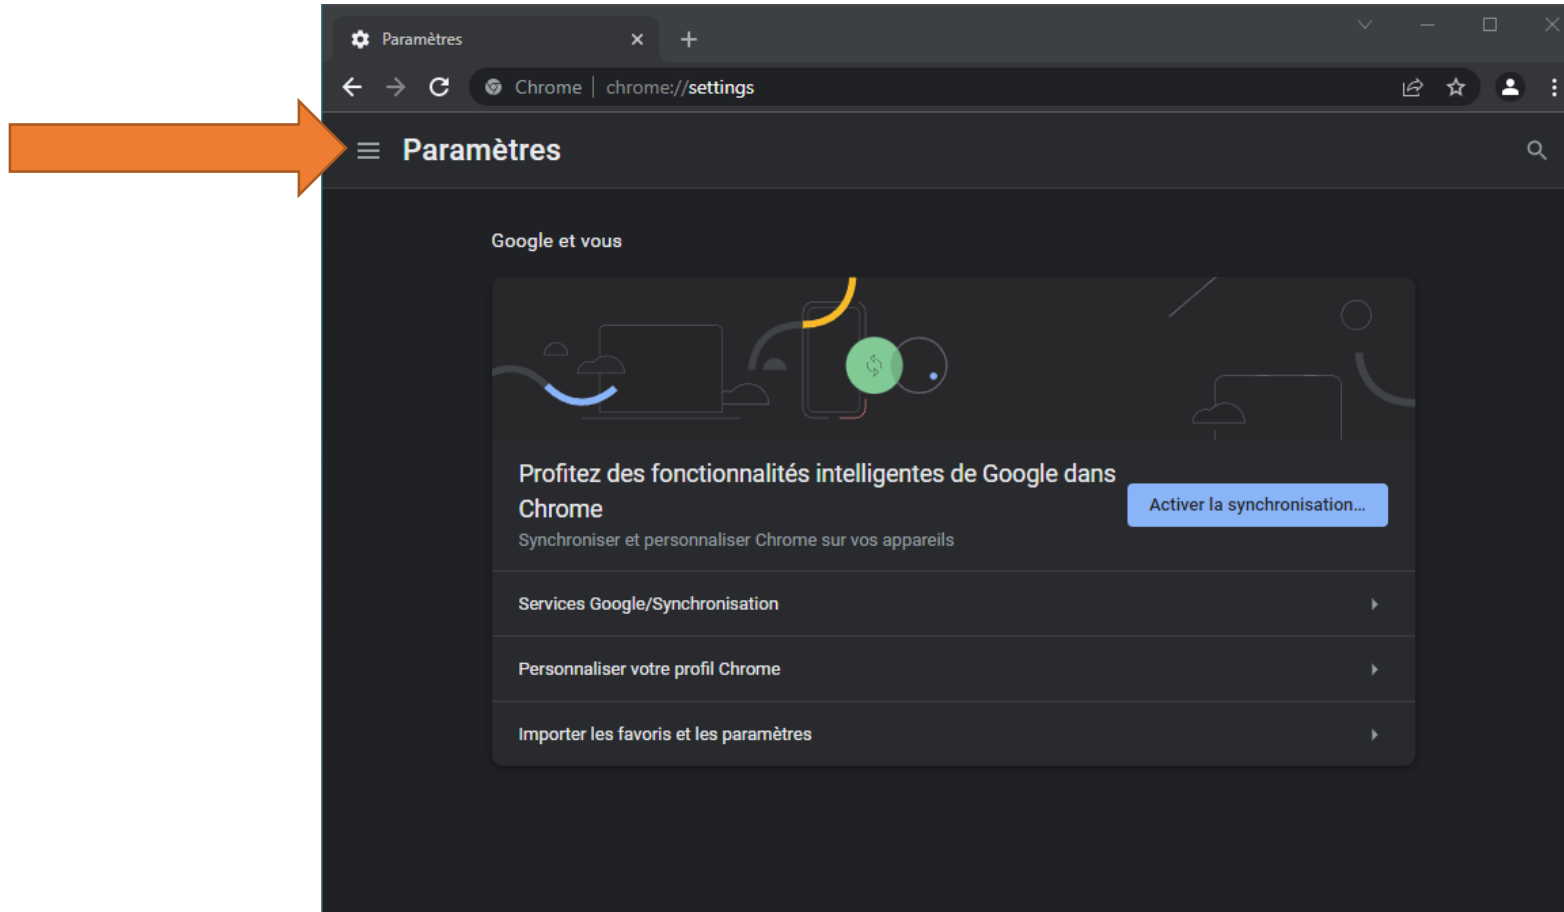 Paramètres
Chrome | chrome://settings
Paramètres
Google et vous
Profitez des fonctionnalités intelligentes de Google dans
Chrome
Activer la synchronisation...
Synchroniser et personnaliser Chrome sur vos appareils
Services Google/Synchronisation
Personnaliser votre profil Chrome
Importer les favoris et les paramètres